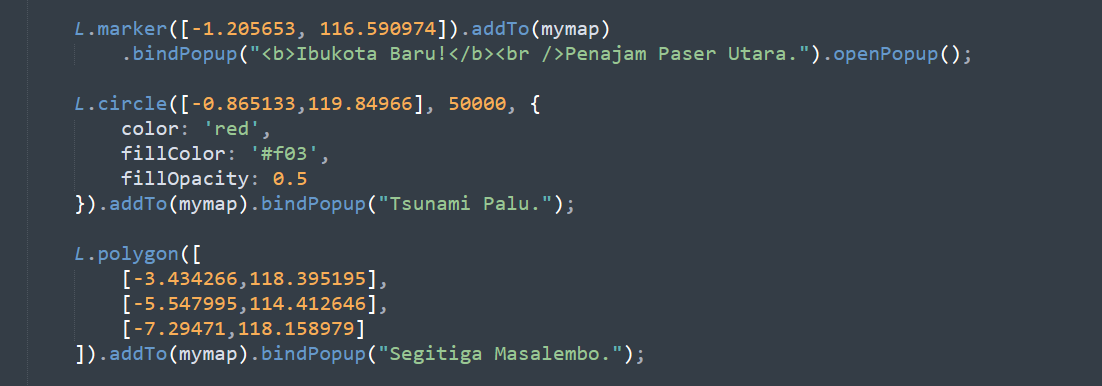 L.marker([-1.205653, 116.590974]).addTo(mymap)
.bindPopup("<b>Ibukota Baru!</b><br />Penajam Paser Utara.").openPopup();
L.circle([-0.865133,119.84966], 50000, {
color: 'red',
fillColor: '#f03',
fillOpacity: 0.5
}).addTo(mymap).bindPopup("Tsunami Palu.");
L.polygon([
[-3.434266,118.395195],
[-5.547995,114.412646],
[-7.29471,118.158979]
]).addTo(mymap).bindPopup("Segitiga Masalembo.");